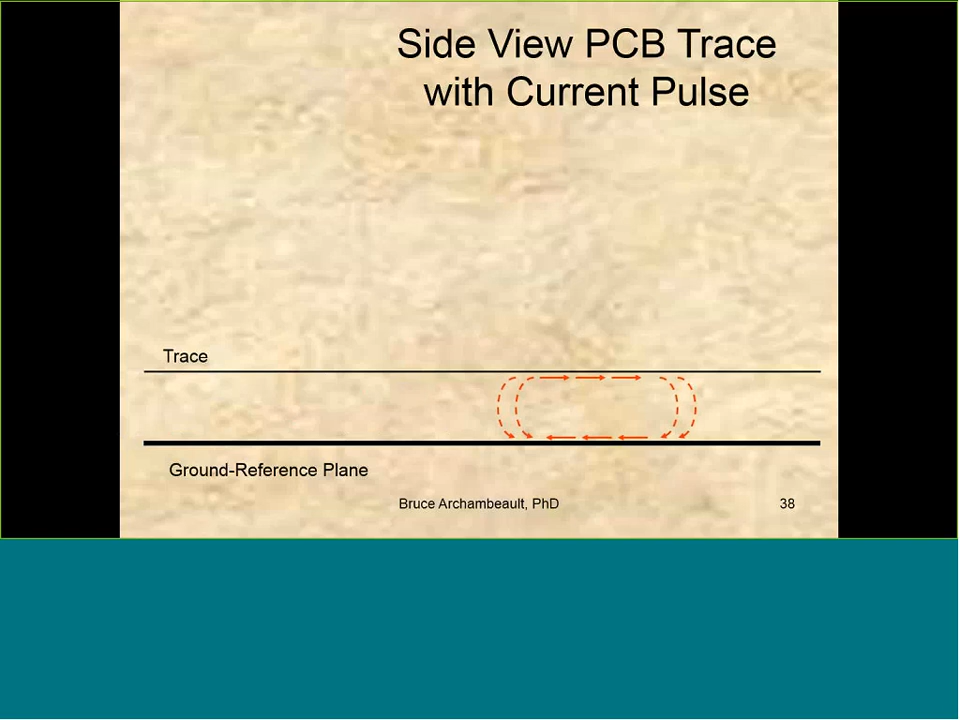 Side View PCB Trace
with Current Pulse
Trace
Ground-Reference Plane
Bruce Archambeault, PhD
38